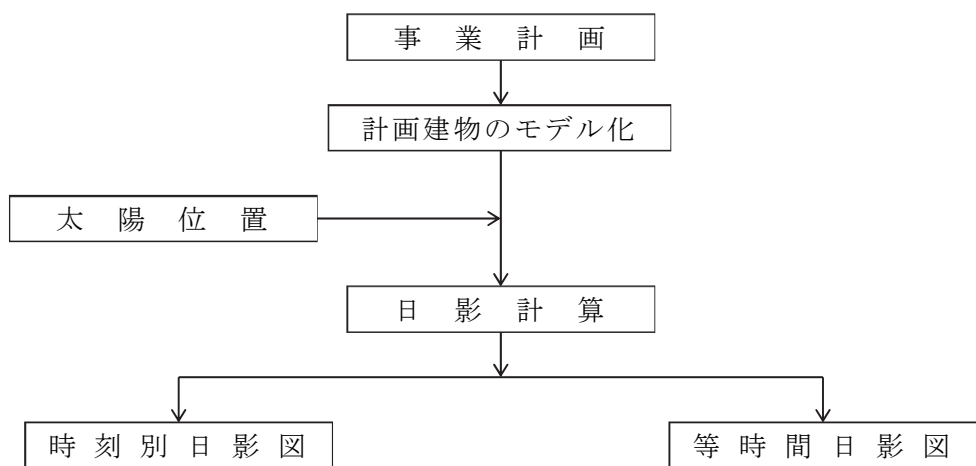 事業計画
計画建物のモデル化
太陽位置
日影計算
時刻別日影図
等時間日影図